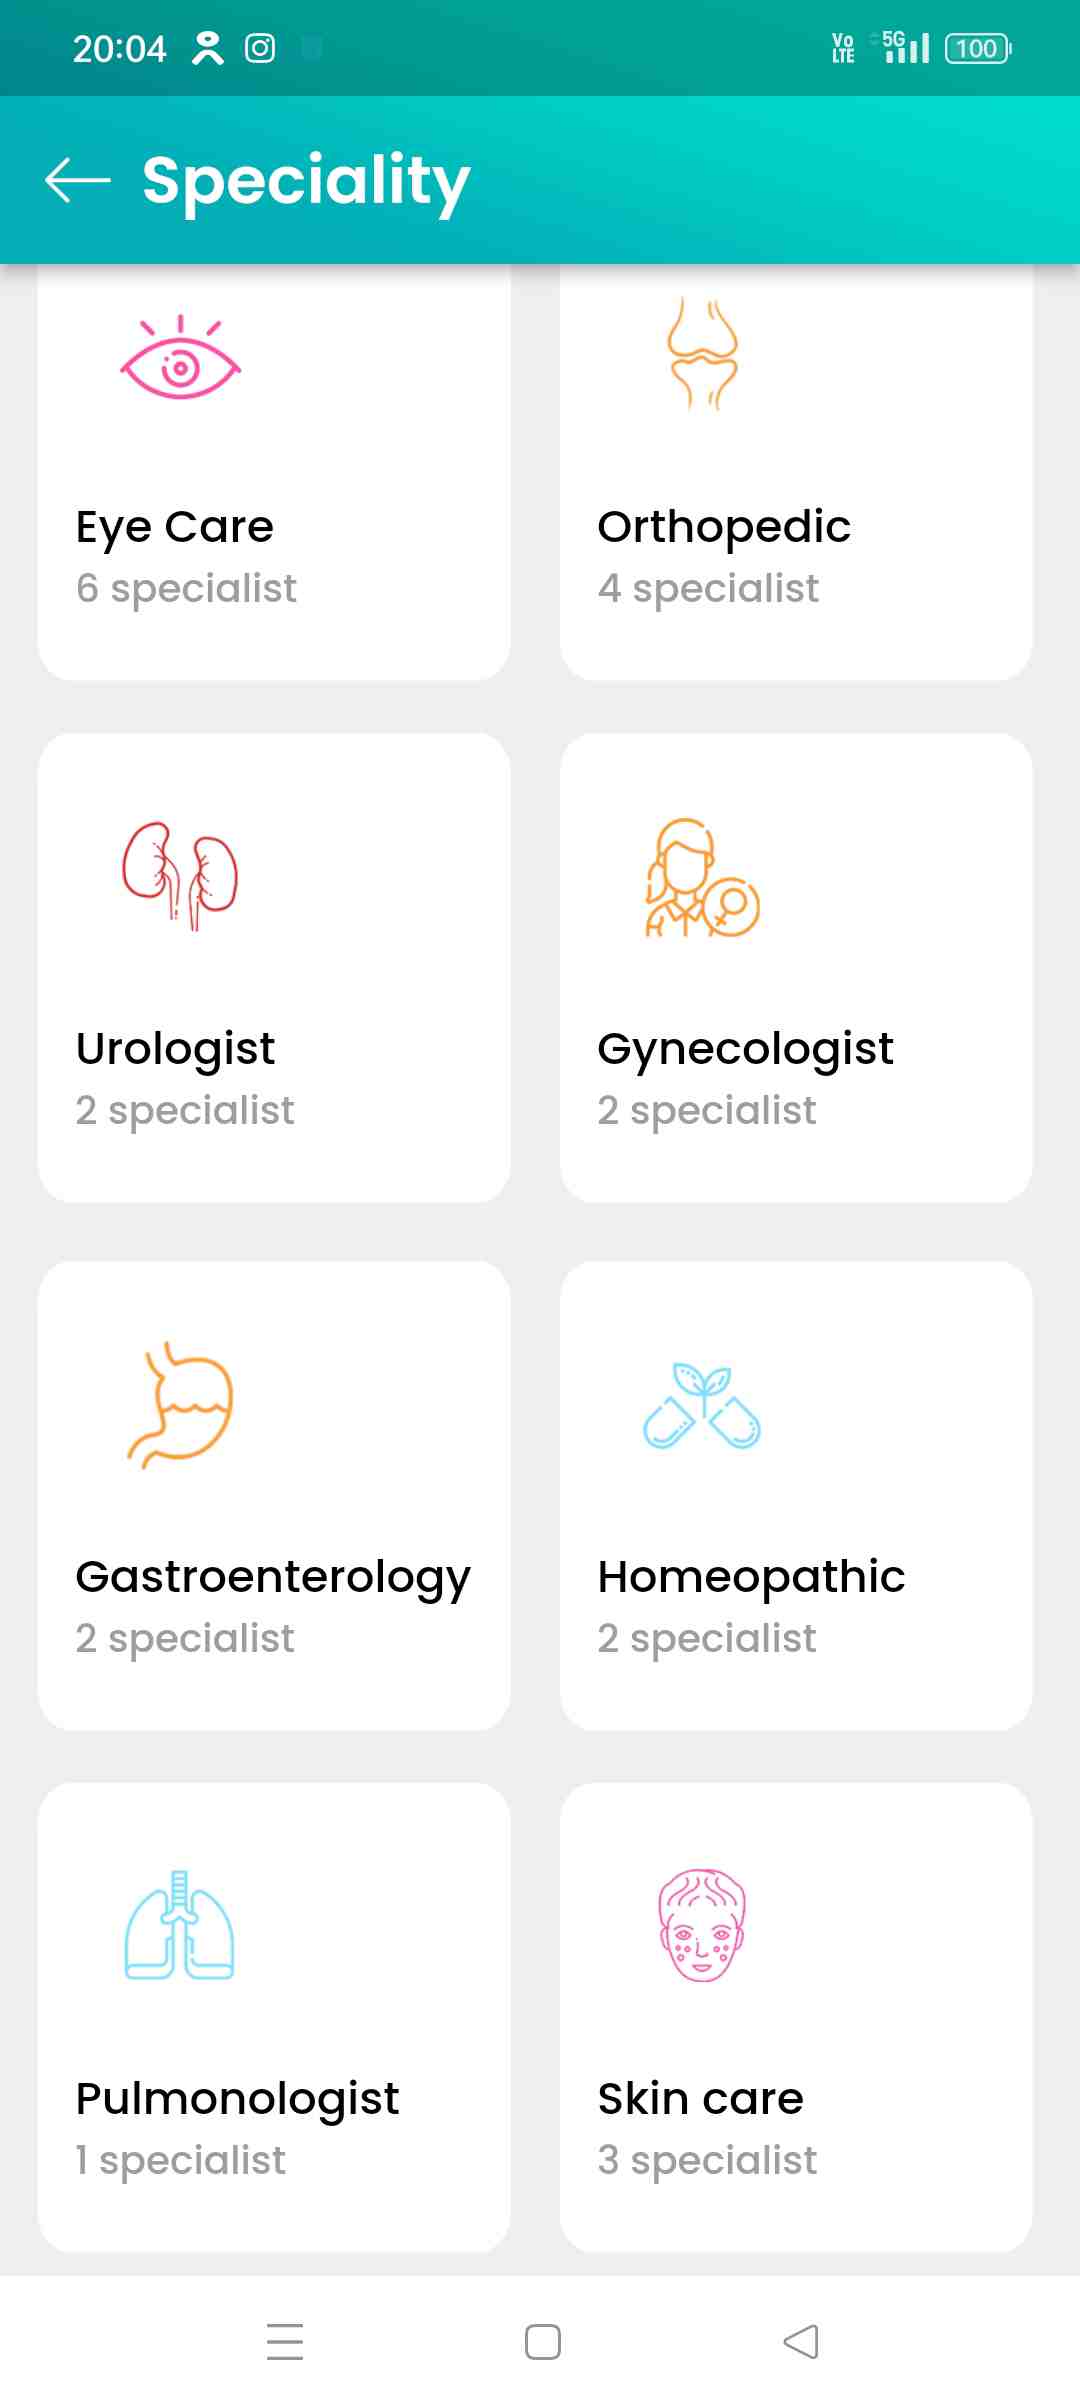 20:04
Vo LTE 5G 100
Speciality
Eye Care
6 specialist
Orthopedic
4 specialist
Urologist
2 specialist
Gynecologist
2 specialist
Gastroenterology
2 specialist
Homeopathic
2 specialist
Pulmonologist
1 specialist
Skin care
3 specialist